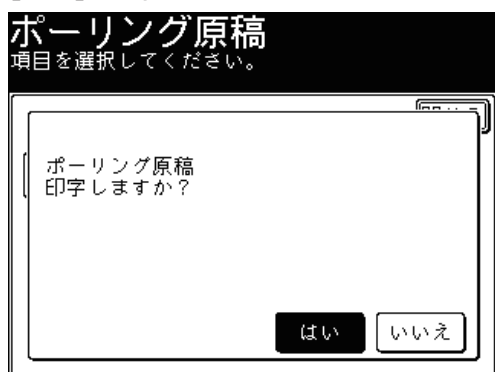 ポーリング原稿
項目を選択してください。
ポーリング原稿
印字しますか？
はい
いいえ